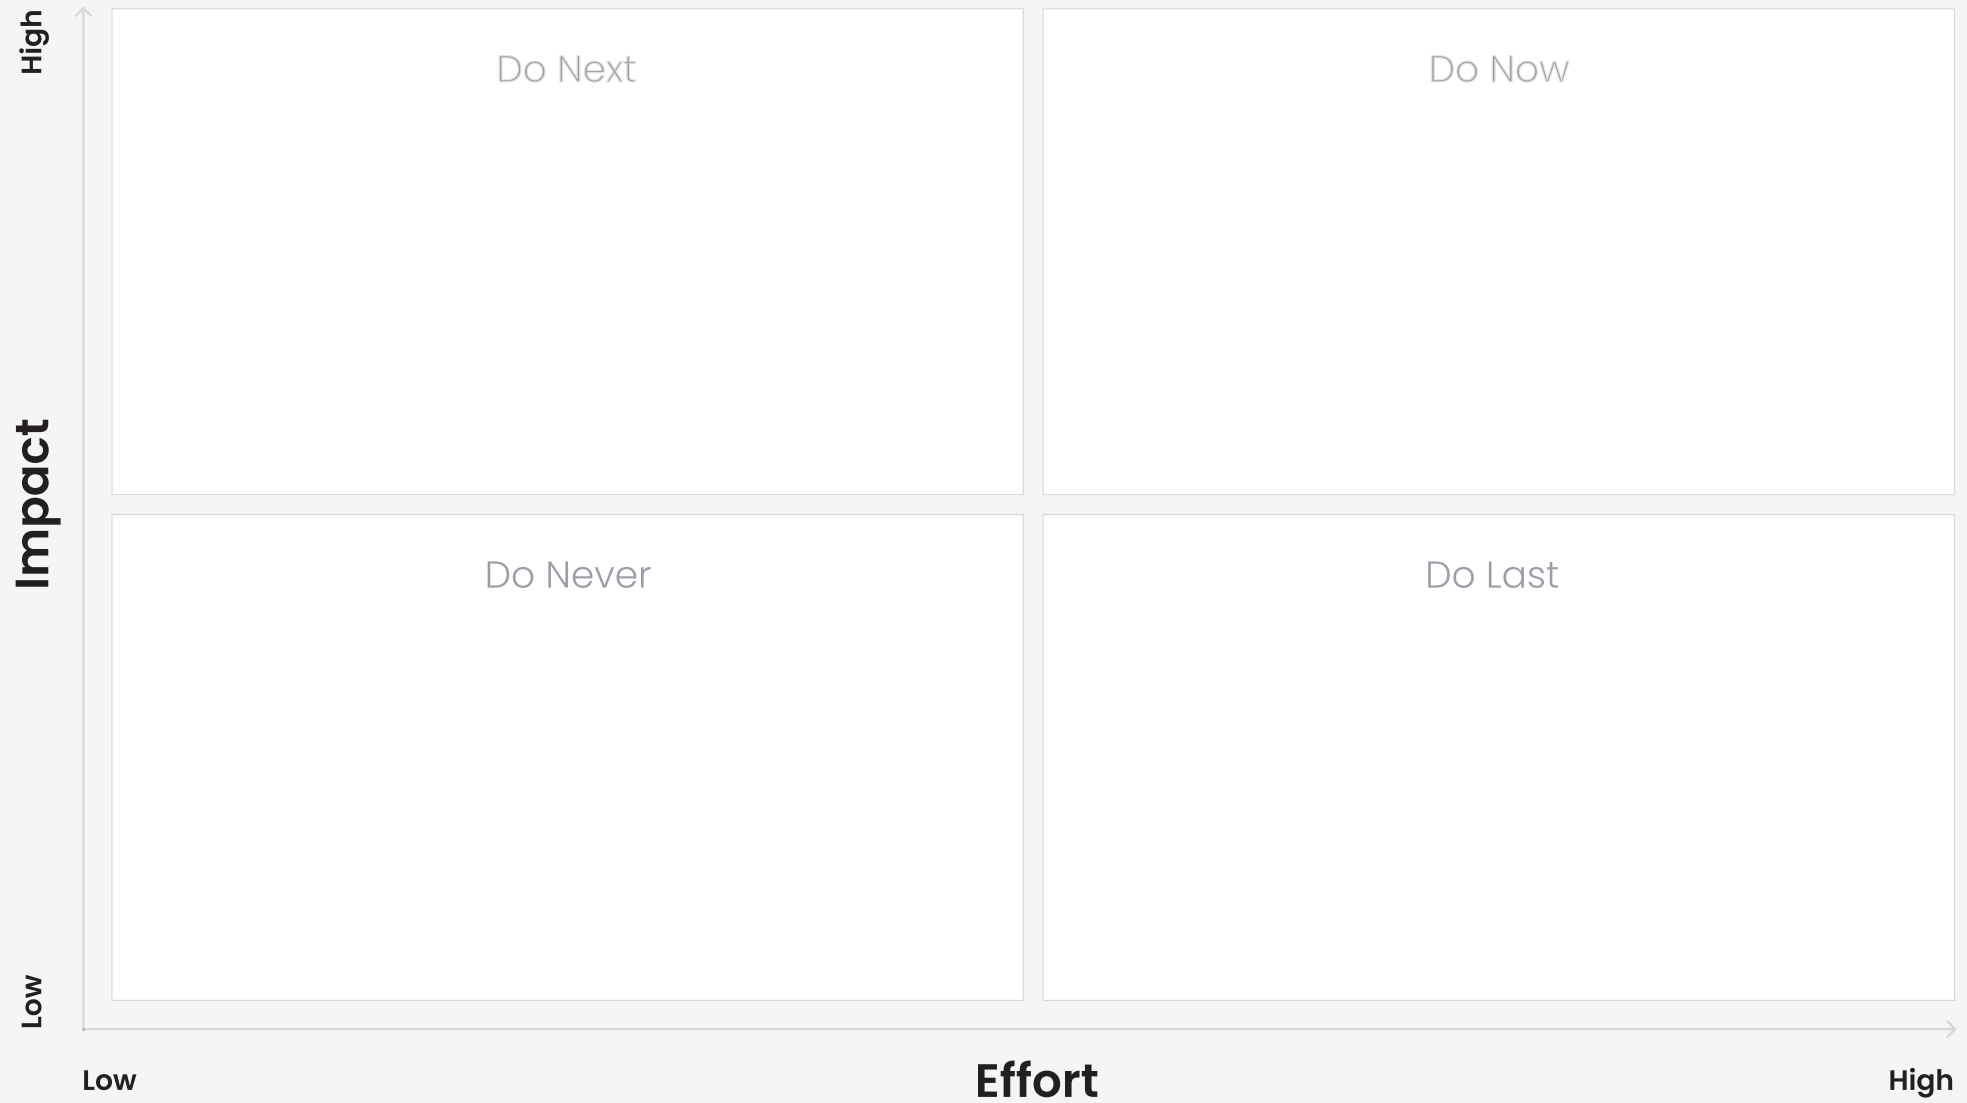 High
Do Next
Do Now
Impact
Do Never
Do Last
Low
Low
Effort
High